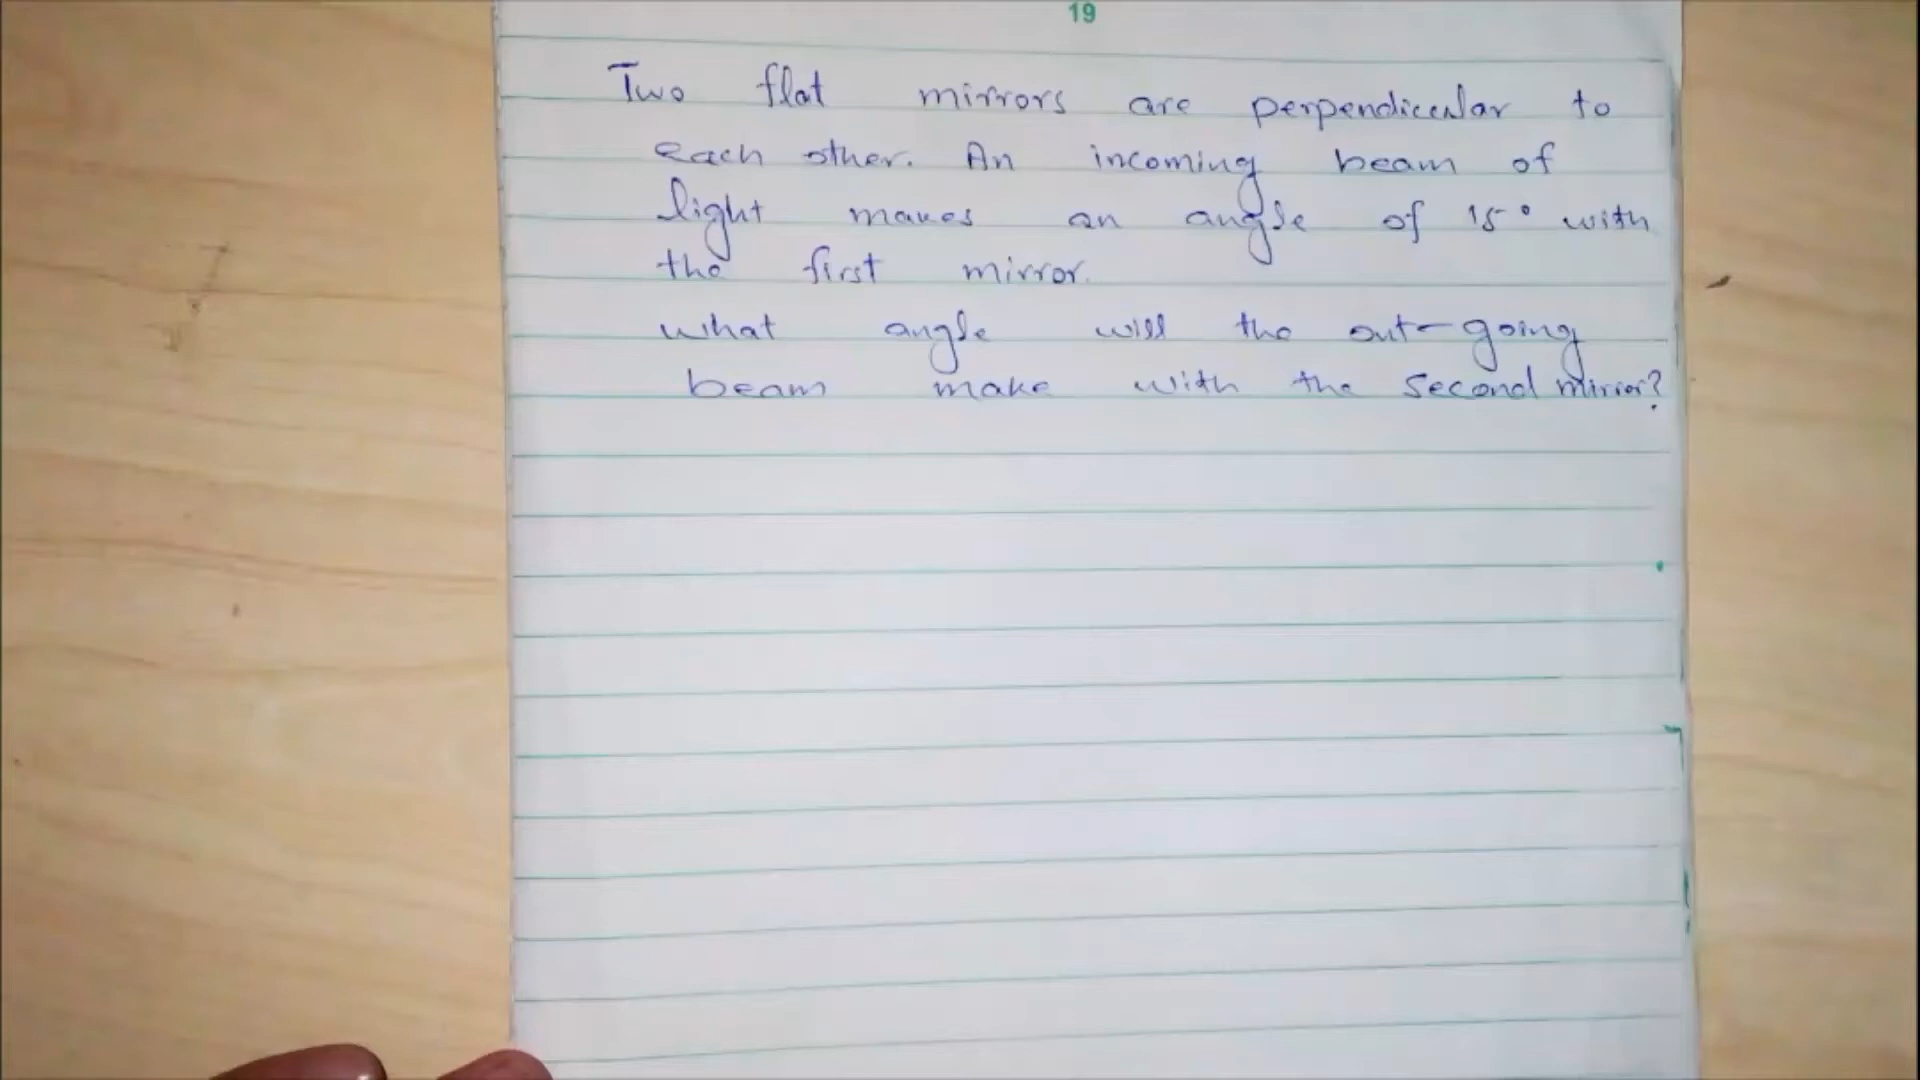 19
Two flat mirrors are perpendicular to
each other. An incoming beam of
light makes an angle of 15° with
the first mirror.
what angle will the out-going
beam make with the second mirror?